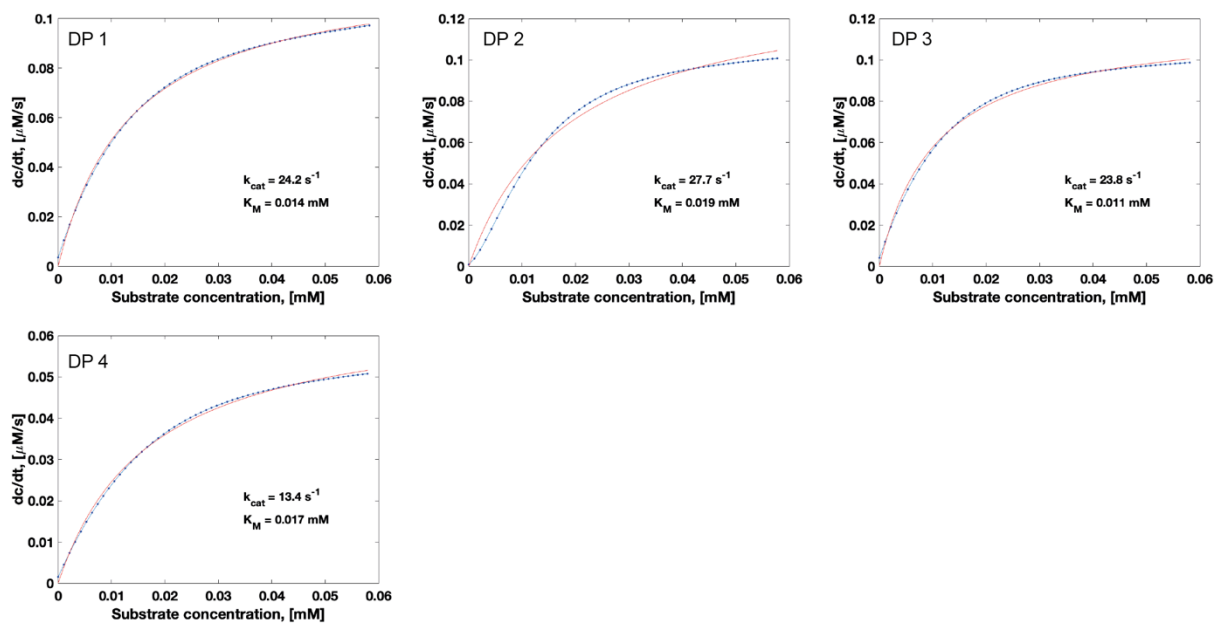 DP 1
0.1
0.08
0.06
0.04
0.02
0
dc/dt, [μM/s]
k_cat = 24.2 s^-1
K_M = 0.014 mM
0 0.01 0.02 0.03 0.04 0.05 0.06
Substrate concentration, [mM]
DP 2
0.12
0.1
0.08
0.06
0.04
0.02
0
dc/dt, [μM/s]
k_cat = 27.7 s^-1
K_M = 0.019 mM
0 0.01 0.02 0.03 0.04 0.05 0.06
Substrate concentration, [mM]
DP 3
0.12
0.1
0.08
0.06
0.04
0.02
0
dc/dt, [μM/s]
k_cat = 23.8 s^-1
K_M = 0.011 mM
0 0.01 0.02 0.03 0.04 0.05 0.06
Substrate concentration, [mM]
DP 4
0.06
0.05
0.04
0.03
0.02
0.01
0
dc/dt, [μM/s]
k_cat = 13.4 s^-1
K_M = 0.017 mM
0 0.01 0.02 0.03 0.04 0.05 0.06
Substrate concentration, [mM]